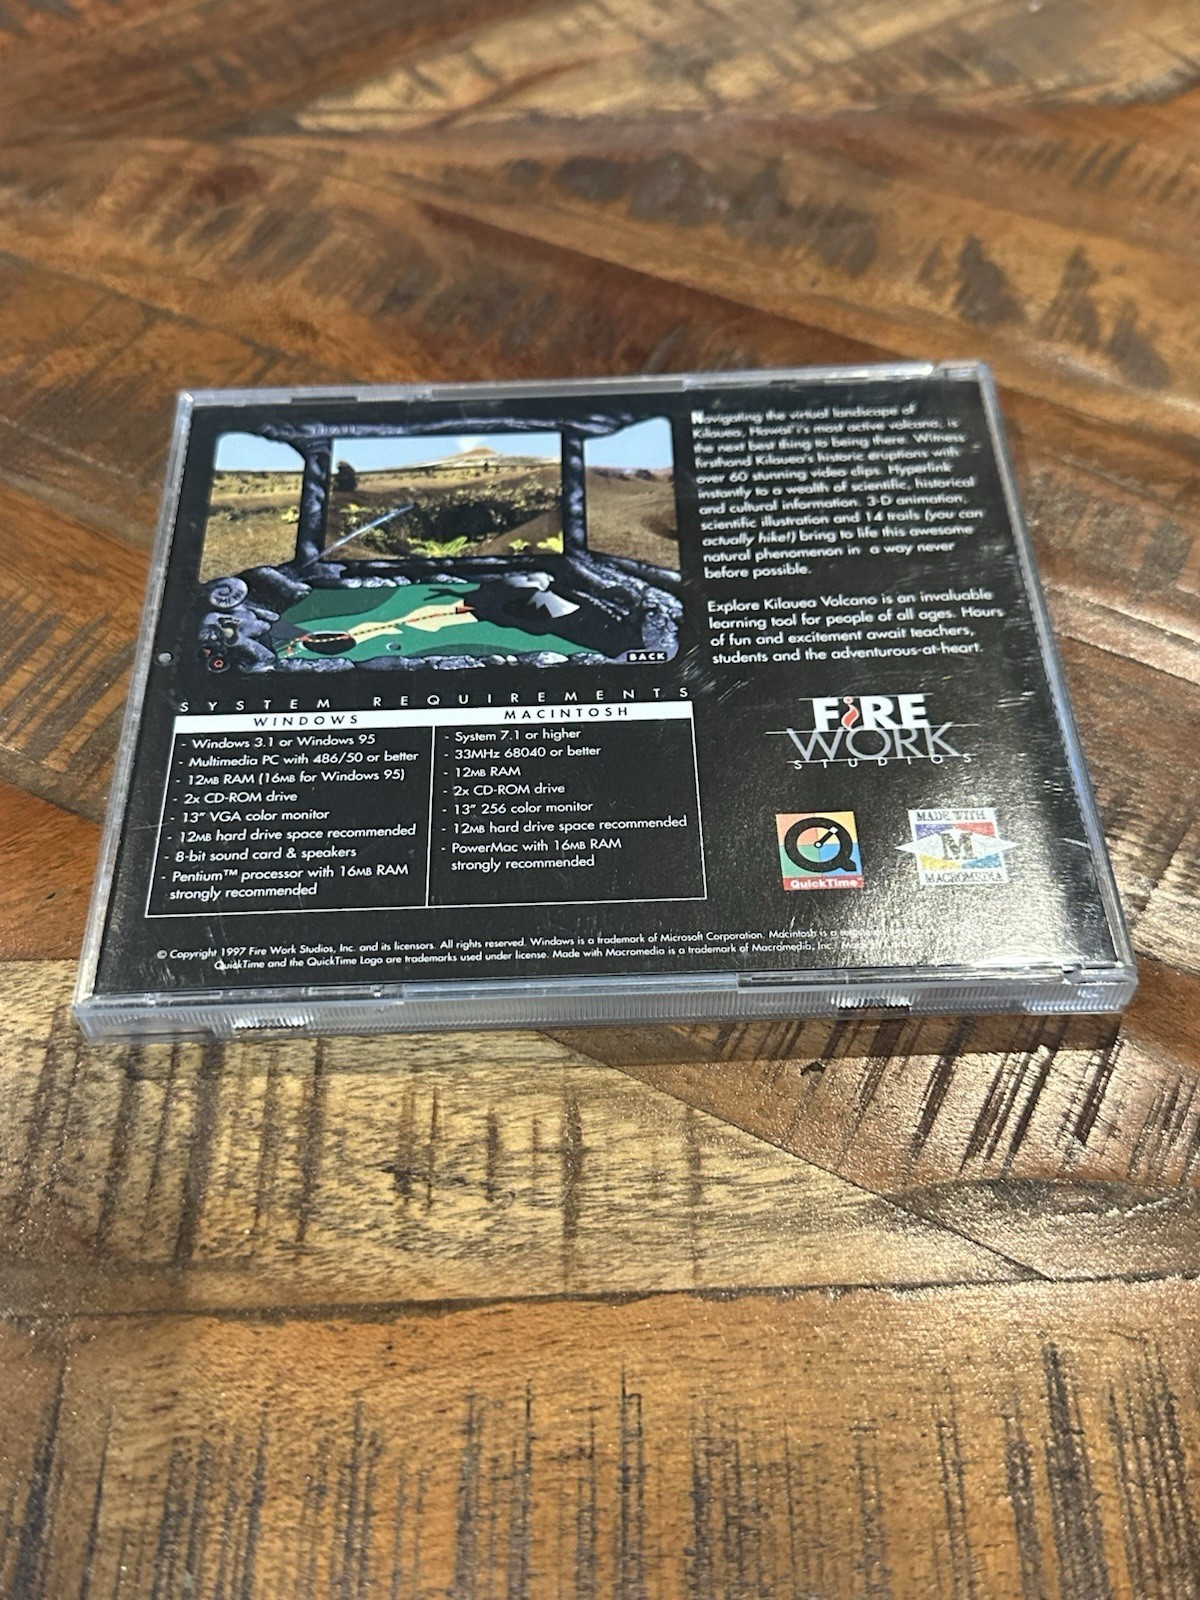 Navigating the virtual landscape of
Kilauea, Hawai'i's most active volcano, is
the next best thing to being there. Witness
firsthand Kilauea's historic eruptions with
over 60 stunning video clips. Hyperlink
instantly to a wealth of scientific, historical
and cultural information. 3-D animation,
scientific illustration and 14 trails (you can
actually hike!) bring to life this awesome
natural phenomenon in a way never
before possible.
Explore Kilauea Volcano is an invaluable
learning tool for people of all ages. Hours
of fun and excitement await teachers,
students and the adventurous-at-heart.
BACK
SYSTEM REQUIREMENTS
WINDOWS
- Windows 3.1 or Windows 95
- Multimedia PC with 486/50 or better
- 12MB RAM (16MB for Windows 95)
- 2x CD-ROM drive
- 13" VGA color monitor
- 12MB hard drive space recommended
- 8-bit sound card & speakers
- Pentium™ processor with 16MB RAM
strongly recommended
MACINTOSH
- System 7.1 or higher
- 33MHz 68040 or better
- 12MB RAM
- 2x CD-ROM drive
- 13" 256 color monitor
- 12MB hard drive space recommended
- PowerMac with 16MB RAM
strongly recommended
FiRE
WORK
STUDIOS
QuickTime™
MADE WITH
M
MACROMEDIA
© Copyright 1997 Fire Work Studios, Inc. and its licensors. All rights reserved. Windows is a trademark of Microsoft Corporation. Macintosh is a
QuickTime and the QuickTime Logo are trademarks used under license. Made with Macromedia is a trademark of Macromedia, Inc.